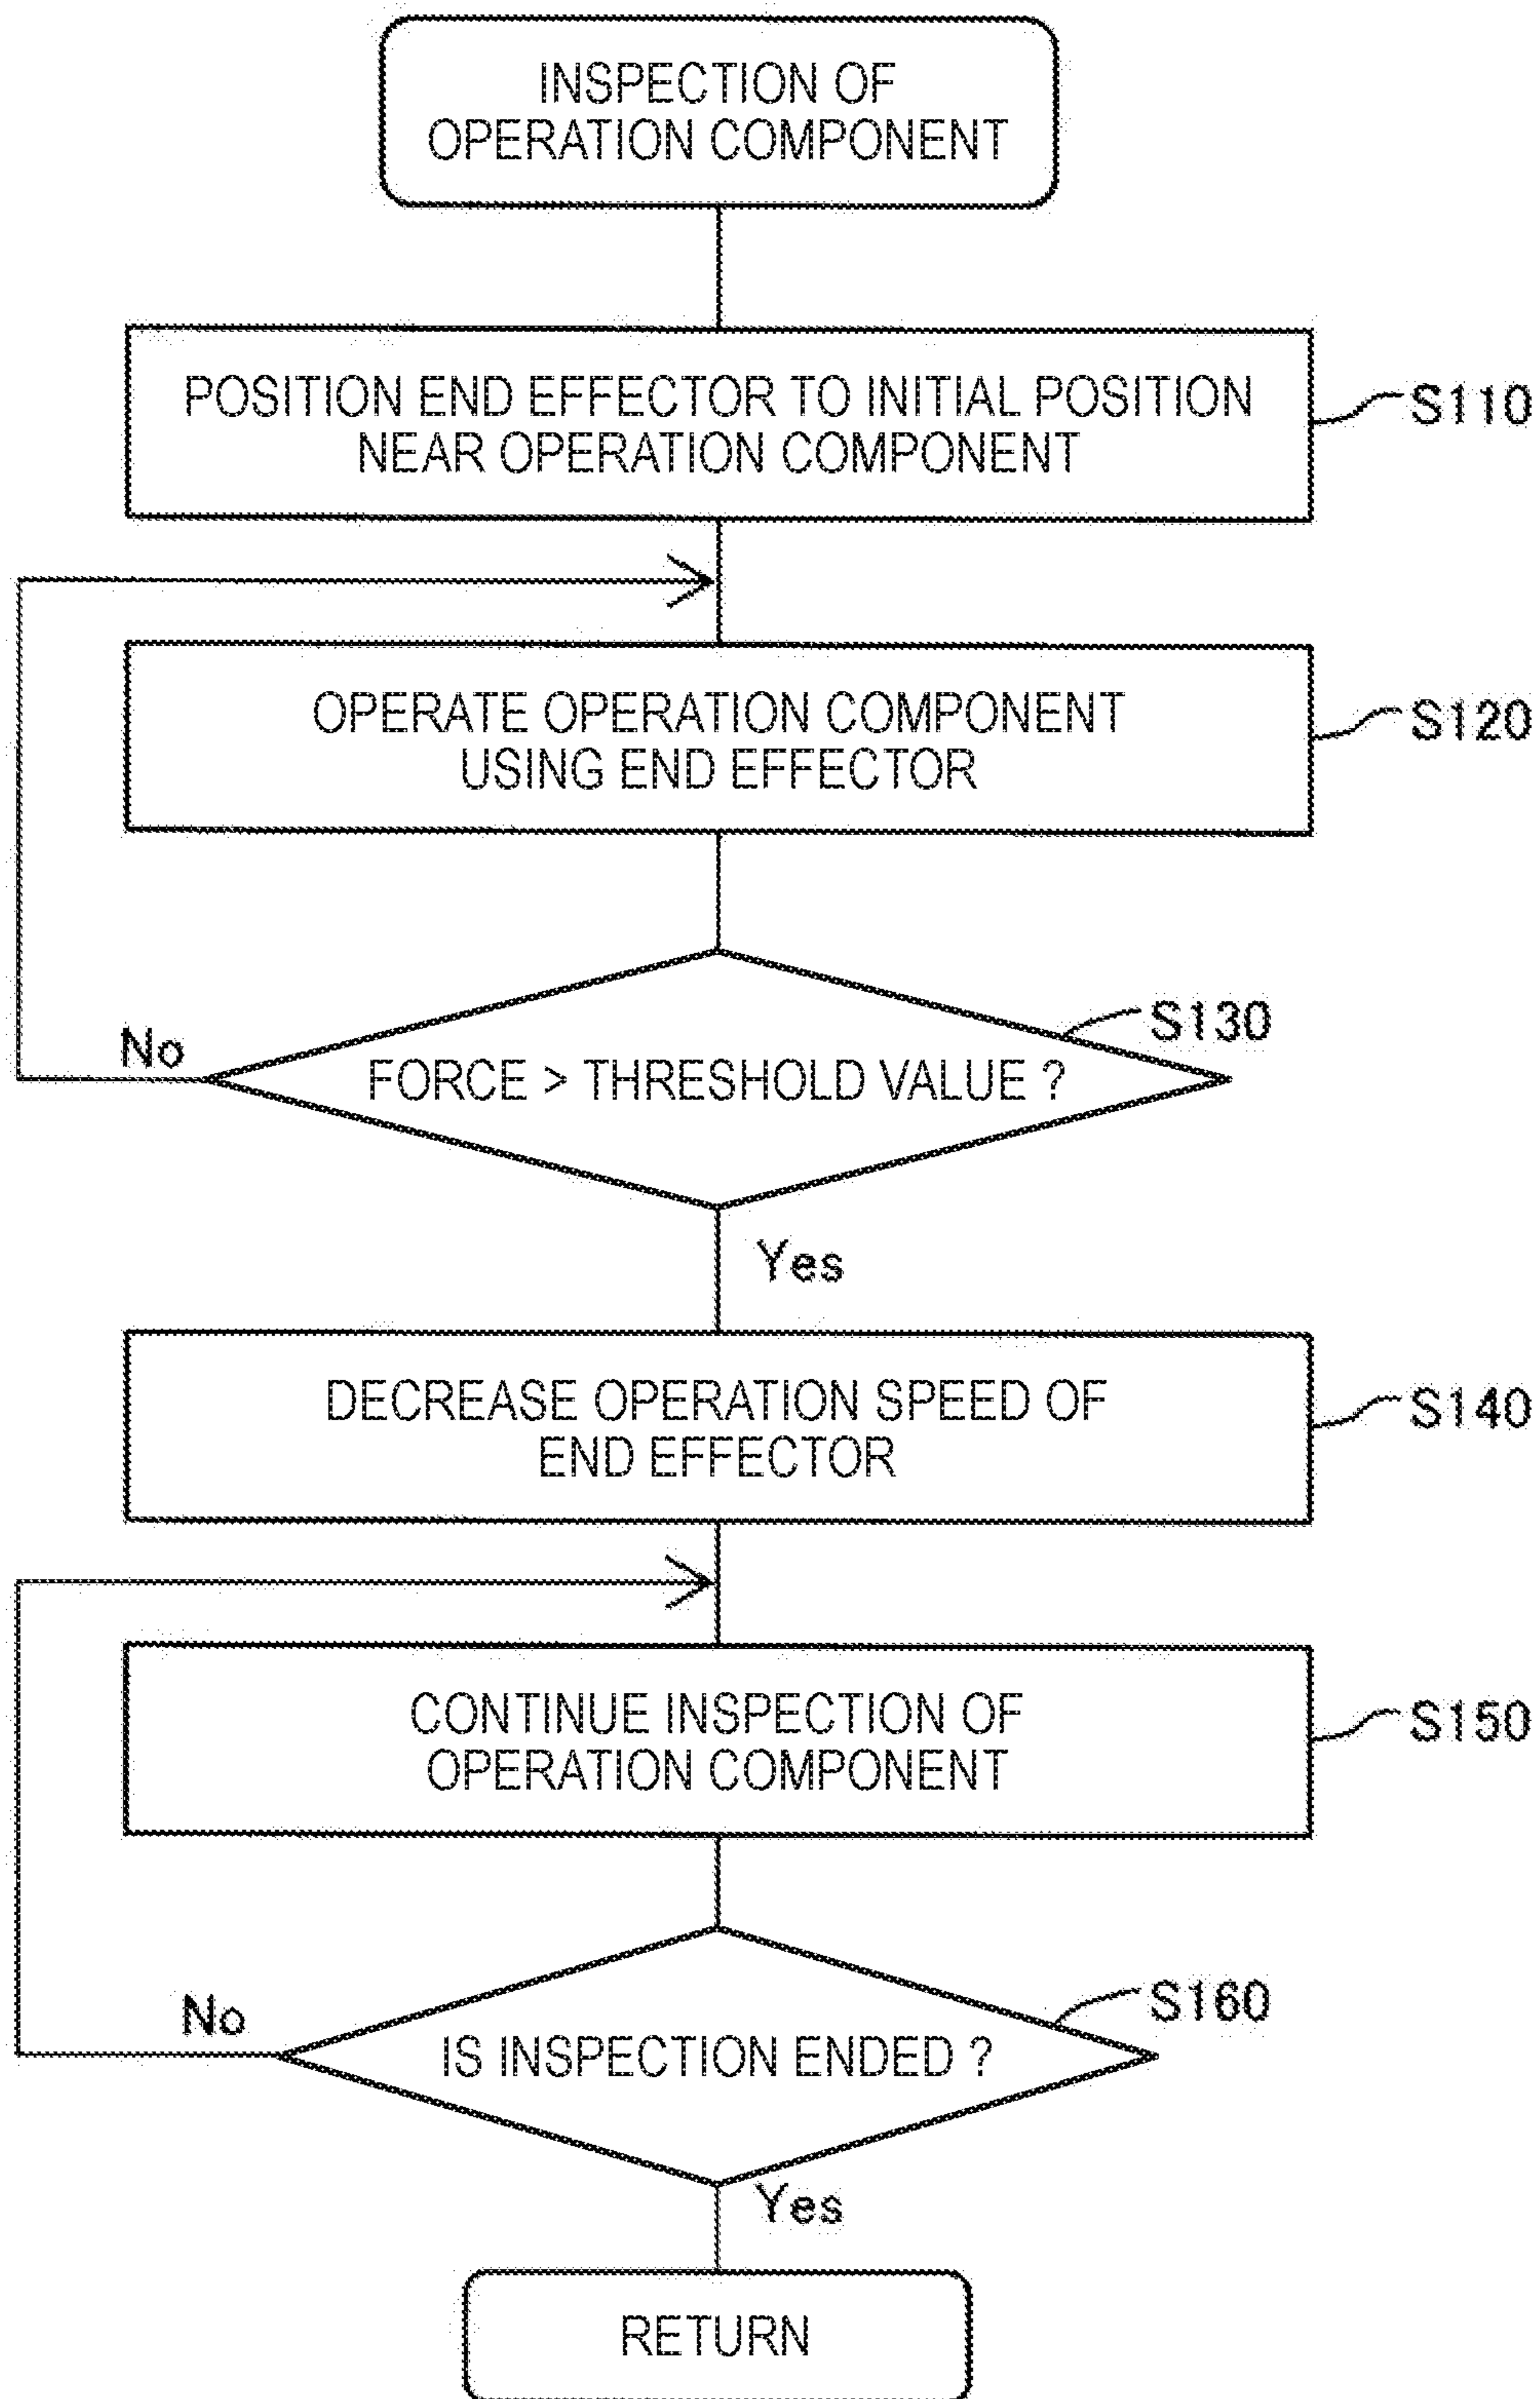 INSPECTION OF
OPERATION COMPONENT
POSITION END EFFECTOR TO INITIAL POSITION
NEAR OPERATION COMPONENT
S110
OPERATE OPERATION COMPONENT
USING END EFFECTOR
S120
S130
No
FORCE > THRESHOLD VALUE ?
Yes
DECREASE OPERATION SPEED OF
END EFFECTOR
S140
CONTINUE INSPECTION OF
OPERATION COMPONENT
S150
S160
No
IS INSPECTION ENDED ?
Yes
RETURN